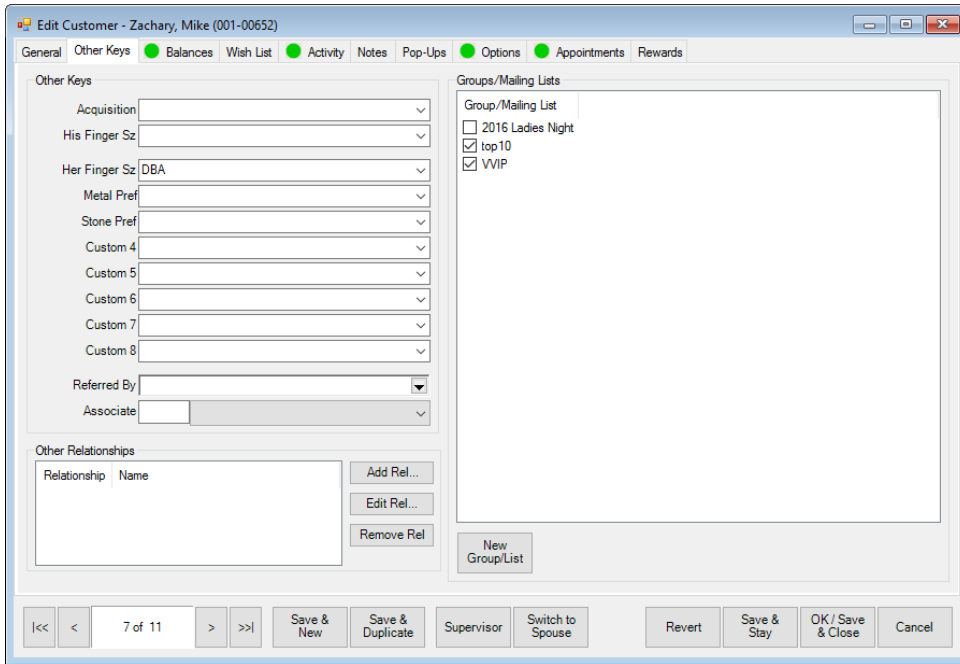 Edit Customer - Zachary, Mike (001-00652)
General Other Keys Balances Wish List Activity Notes Pop-Ups Options Appointments Rewards
Other Keys
Acquisition
His Finger Sz
Her Finger Sz DBA
Metal Pref
Stone Pref
Custom 4
Custom 5
Custom 6
Custom 7
Custom 8
Referred By
Associate
Other Relationships
Relationship Name
Add Rel...
Edit Rel...
Remove Rel
Groups/Mailing Lists
Group/Mailing List
2016 Ladies Night
top10
VVIP
New
Group/List
|<< < 7 of 11 > >>|
Save &
New
Save &
Duplicate
Supervisor
Switch to
Spouse
Revert
Save &
Stay
OK / Save
& Close
Cancel